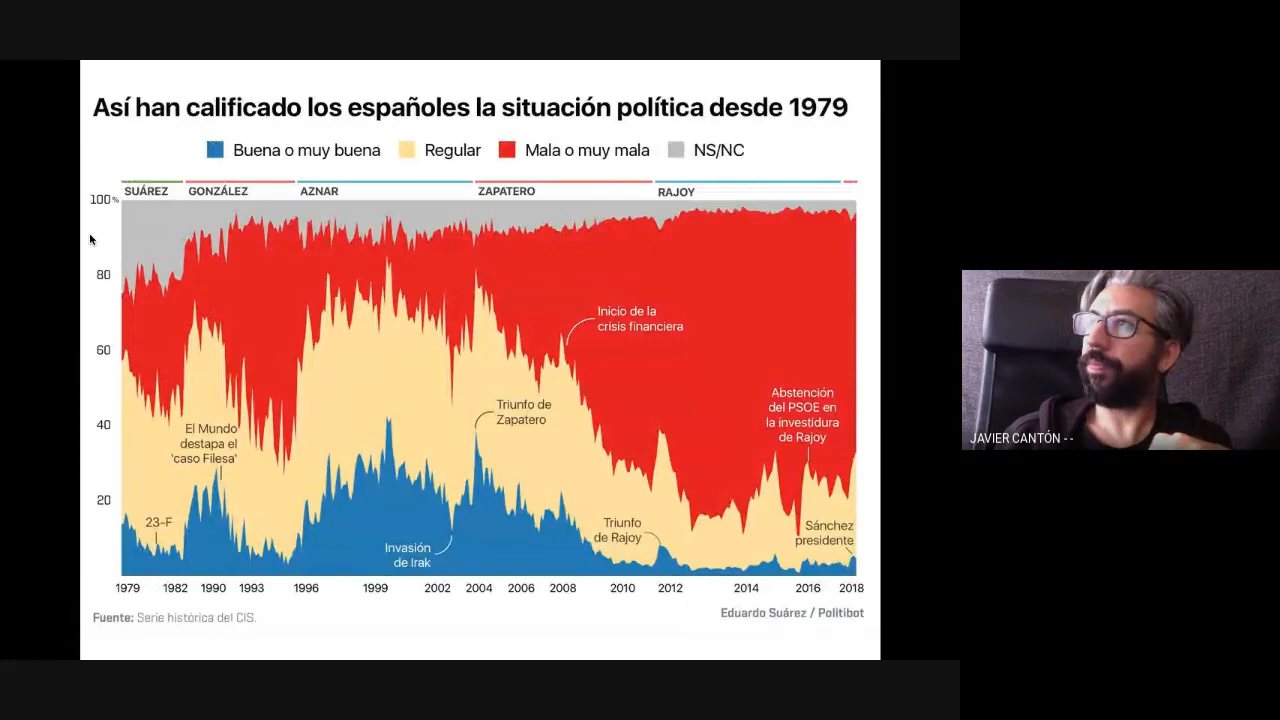 Así han calificado los españoles la situación política desde 1979
Buena o muy buena Regular Mala o muy mala NS/NC
SUÁREZ GONZÁLEZ AZNAR ZAPATERO RAJOY
100%
80
60
40
20
Inicio de la
crisis financiera
Abstención
del PSOE en
la investidura
de Rajoy
Triunfo de
Zapatero
El Mundo
destapa el
'caso Filesa'
23-F
Invasión
de Irak
Triunfo
de Rajoy
Sánchez
presidente
1979 1982 1990 1993 1996 1999 2002 2004 2006 2008 2010 2012 2014 2016 2018
Fuente: Serie histórica del CIS.
Eduardo Suárez / Politibot
JAVIER CANTÓN - -